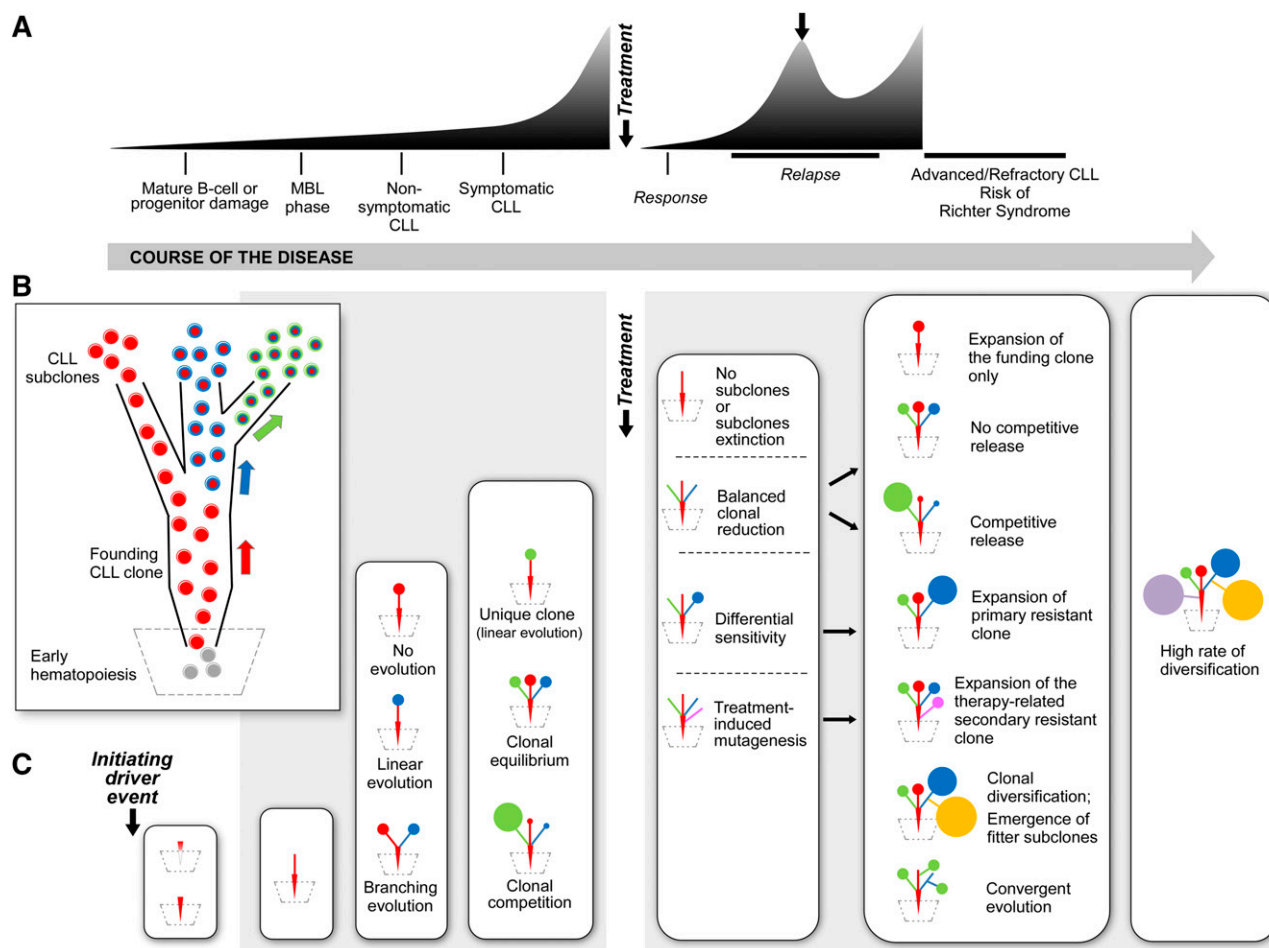 A
Treatment
Mature B-cell or
progenitor damage
MBL
phase
Non-
symptomatic
CLL
Symptomatic
CLL
Response
Relapse
Advanced/Refractory CLL
Risk of
Richter Syndrome
COURSE OF THE DISEASE
B
CLL
subclones
Founding
CLL clone
Early
hematopoiesis
Treatment
C
Initiating
driver
event
No
evolution
Linear
evolution
Branching
evolution
Unique clone
(linear evolution)
Clonal
equilibrium
Clonal
competition
No
subclones
or
subclones
extinction
Balanced
clonal
reduction
Differential
sensitivity
Treatment-
induced
mutagenesis
Expansion of
the funding clone
only
No competitive
release
Competitive
release
Expansion of
primary resistant
clone
Expansion of the
therapy-related
secondary resistant
clone
Clonal
diversification;
Emergence of
fitter subclones
Convergent
evolution
High rate of
diversification